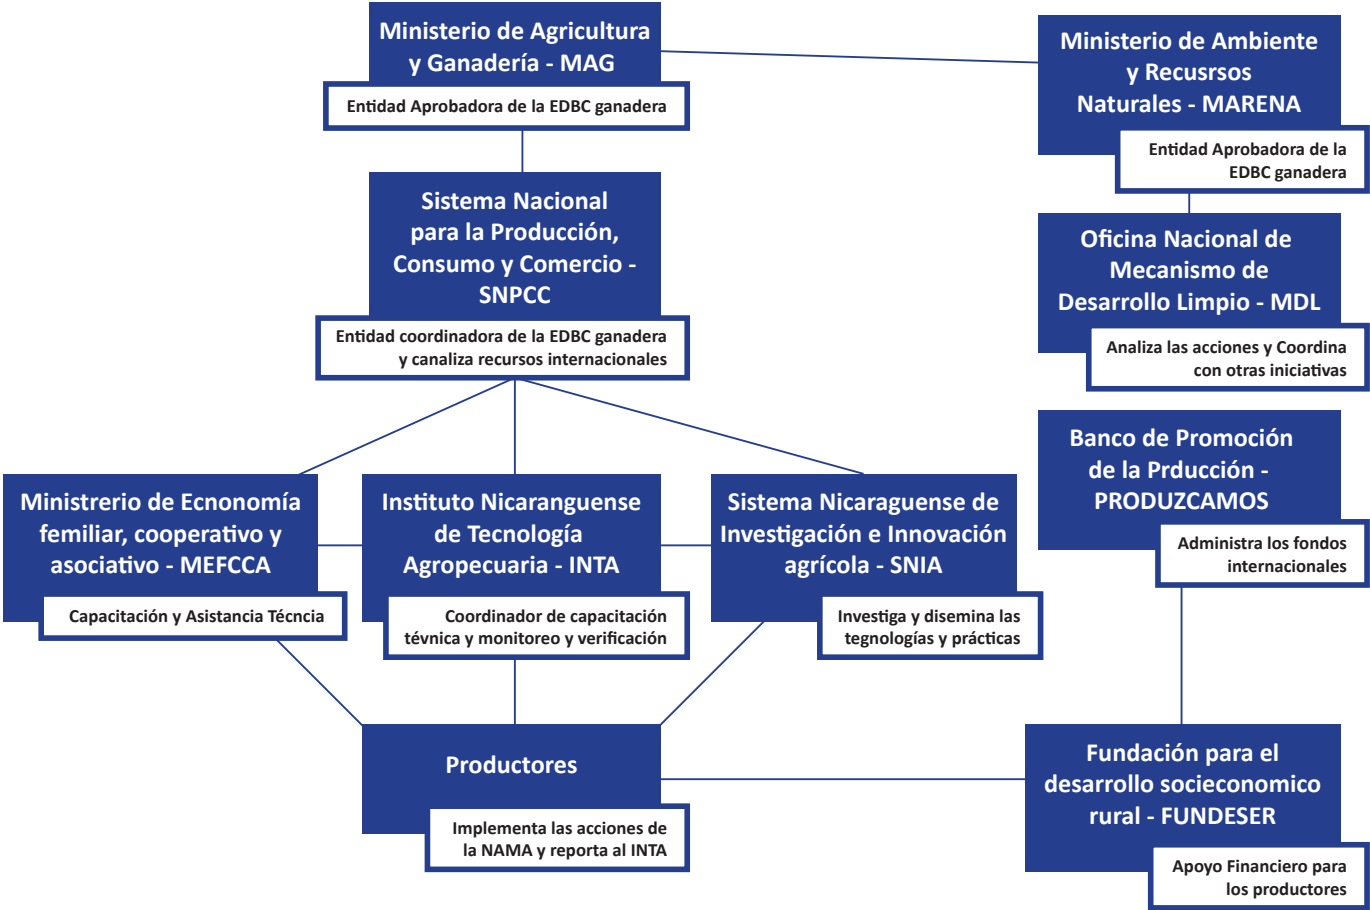 Ministerio de Agricultura
y Ganadería - MAG
Entidad Aprobadora de la EDBC ganadera
Ministerio de Ambiente
y Recusrsos
Naturales - MARENA
Entidad Aprobadora de la
EDBC ganadera
Sistema Nacional
para la Producción,
Consumo y Comercio -
SNPCC
Entidad coordinadora de la EDBC ganadera
y canaliza recursos internacionales
Oficina Nacional de
Mecanismo de
Desarrollo Limpio - MDL
Analiza las acciones y Coordina
con otras iniciativas
Banco de Promoción
de la Prducción -
PRODUZCAMOS
Administra los fondos
internacionales
Ministrerio de Ecnonomía
femiliar, cooperativo y
asociativo - MEFCCA
Capacitación y Asistancia Técncia
Instituto Nicaranguense
de Tecnología
Agropecuaria - INTA
Coordinador de capacitación
tévnica y monitoreo y verificación
Sistema Nicaraguense de
Investigación e Innovación
agrícola - SNIA
Investiga y disemina las
tegnologías y prácticas
Productores
Implementa las acciones de
la NAMA y reporta al INTA
Fundación para el
desarrollo socieconomico
rural - FUNDESER
Apoyo Financiero para
los productores